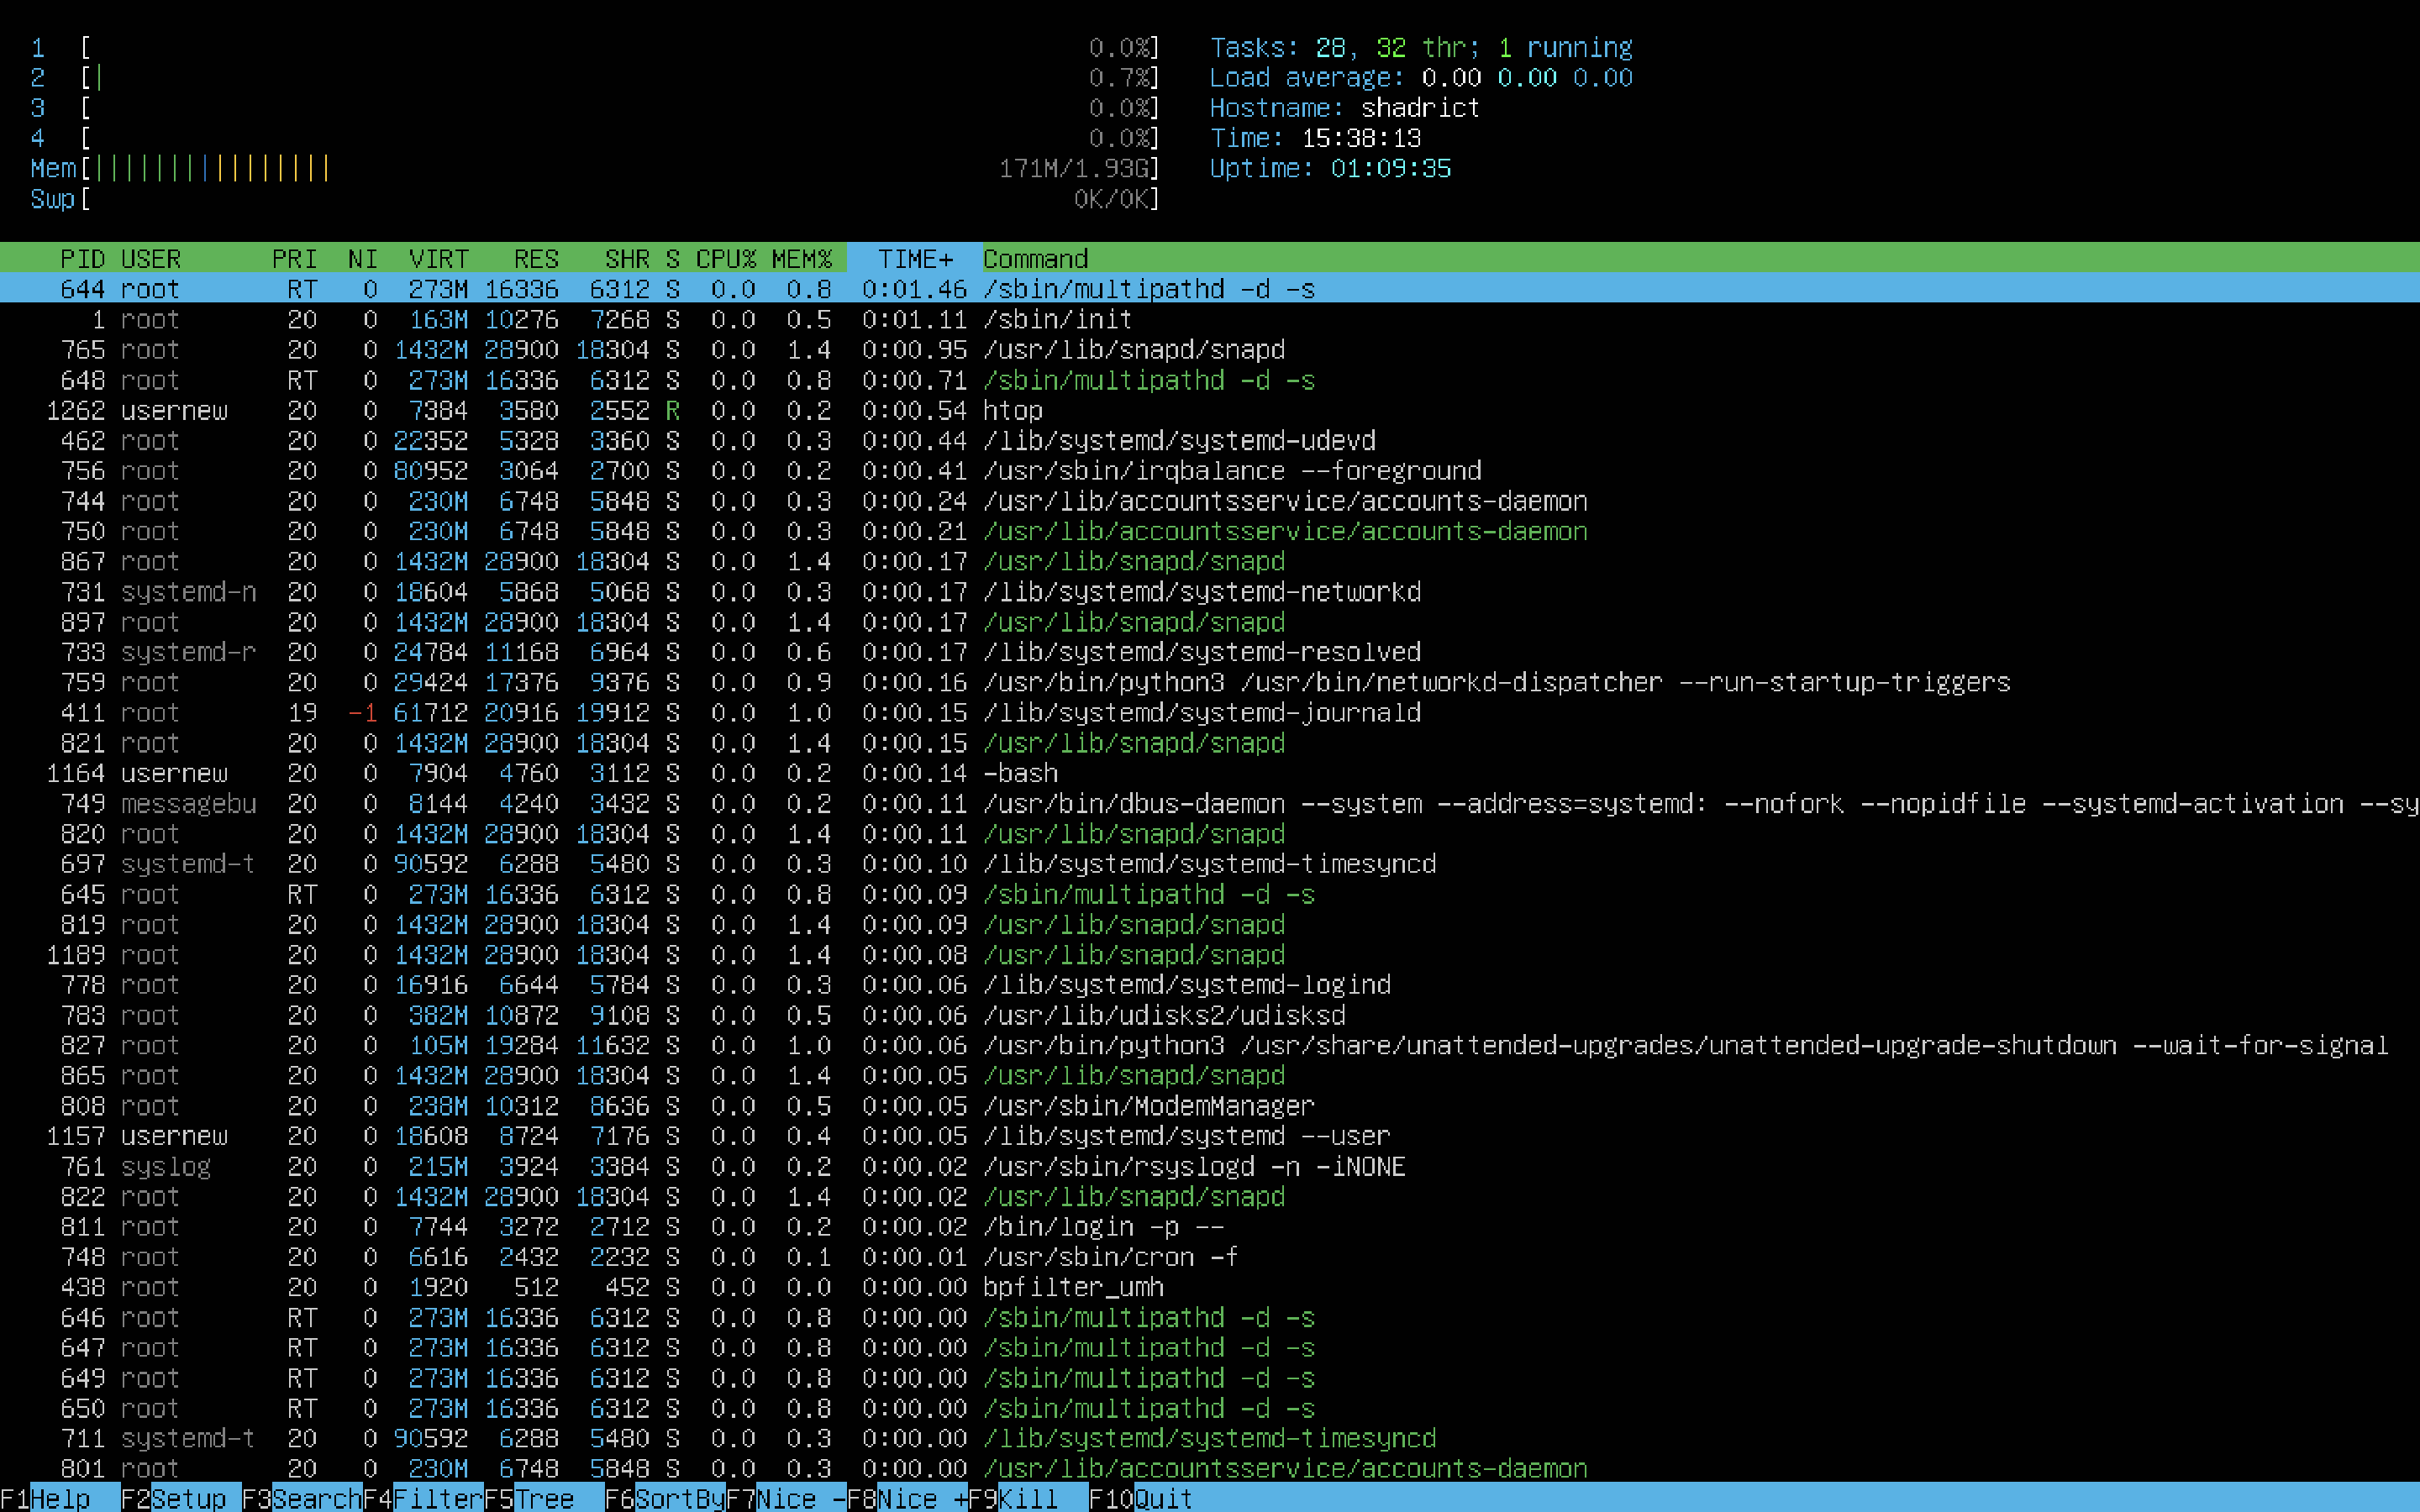 1 [ 0.0%] Tasks: 28, 32 thr; 1 running
2 [| 0.7%] Load average: 0.00 0.00 0.00
3 [ 0.0%] Hostname: shadrict
4 [ 0.0%] Time: 15:38:13
Mem[|||||||||||||||| 171M/1.93G] Uptime: 01:09:35
Swp[ 0K/0K]
PID USER PRI NI VIRT RES SHR S CPU% MEM% TIME+ Command
644 root RT 0 273M 16336 6312 S 0.0 0.8 0:01.46 /sbin/multipathd -d -s
1 root 20 0 163M 10276 7268 S 0.0 0.5 0:01.11 /sbin/init
765 root 20 0 1432M 28900 18304 S 0.0 1.4 0:00.95 /usr/lib/snapd/snapd
648 root RT 0 273M 16336 6312 S 0.0 0.8 0:00.71 /sbin/multipathd -d -s
1262 usernew 20 0 7384 3580 2552 R 0.0 0.2 0:00.54 htop
462 root 20 0 22352 5328 3360 S 0.0 0.3 0:00.44 /lib/systemd/systemd-udevd
756 root 20 0 80952 3064 2700 S 0.0 0.2 0:00.41 /usr/sbin/irqbalance --foreground
744 root 20 0 230M 6748 5848 S 0.0 0.3 0:00.24 /usr/lib/accountsservice/accounts-daemon
750 root 20 0 230M 6748 5848 S 0.0 0.3 0:00.21 /usr/lib/accountsservice/accounts-daemon
867 root 20 0 1432M 28900 18304 S 0.0 1.4 0:00.17 /usr/lib/snapd/snapd
731 systemd-n 20 0 18604 5868 5068 S 0.0 0.3 0:00.17 /lib/systemd/systemd-networkd
897 root 20 0 1432M 28900 18304 S 0.0 1.4 0:00.17 /usr/lib/snapd/snapd
733 systemd-r 20 0 24784 11168 6964 S 0.0 0.6 0:00.17 /lib/systemd/systemd-resolved
759 root 20 0 29424 17376 9376 S 0.0 0.9 0:00.16 /usr/bin/python3 /usr/bin/networkd-dispatcher --run-startup-triggers
411 root 19 -1 61712 20916 19912 S 0.0 1.0 0:00.15 /lib/systemd/systemd-journald
821 root 20 0 1432M 28900 18304 S 0.0 1.4 0:00.15 /usr/lib/snapd/snapd
1164 usernew 20 0 7904 4760 3112 S 0.0 0.2 0:00.14 -bash
749 messagebu 20 0 8144 4240 3432 S 0.0 0.2 0:00.11 /usr/bin/dbus-daemon --system --address=systemd: --nofork --nopidfile --systemd-activation --sy
820 root 20 0 1432M 28900 18304 S 0.0 1.4 0:00.11 /usr/lib/snapd/snapd
697 systemd-t 20 0 90592 6288 5480 S 0.0 0.3 0:00.10 /lib/systemd/systemd-timesyncd
645 root RT 0 273M 16336 6312 S 0.0 0.8 0:00.09 /sbin/multipathd -d -s
819 root 20 0 1432M 28900 18304 S 0.0 1.4 0:00.09 /usr/lib/snapd/snapd
1189 root 20 0 1432M 28900 18304 S 0.0 1.4 0:00.08 /usr/lib/snapd/snapd
778 root 20 0 16916 6644 5784 S 0.0 0.3 0:00.06 /lib/systemd/systemd-logind
783 root 20 0 382M 10872 9108 S 0.0 0.5 0:00.06 /usr/lib/udisks2/udisksd
827 root 20 0 105M 19284 11632 S 0.0 1.0 0:00.06 /usr/bin/python3 /usr/share/unattended-upgrades/unattended-upgrade-shutdown --wait-for-signal
865 root 20 0 1432M 28900 18304 S 0.0 1.4 0:00.05 /usr/lib/snapd/snapd
808 root 20 0 238M 10312 8636 S 0.0 0.5 0:00.05 /usr/sbin/ModemManager
1157 usernew 20 0 18608 8724 7176 S 0.0 0.4 0:00.05 /lib/systemd/systemd --user
761 syslog 20 0 215M 3924 3384 S 0.0 0.2 0:00.02 /usr/sbin/rsyslogd -n -iNONE
822 root 20 0 1432M 28900 18304 S 0.0 1.4 0:00.02 /usr/lib/snapd/snapd
811 root 20 0 7744 3272 2712 S 0.0 0.2 0:00.02 /bin/login -p --
748 root 20 0 6616 2432 2232 S 0.0 0.1 0:00.01 /usr/sbin/cron -f
438 root 20 0 1920 512 452 S 0.0 0.0 0:00.00 bpfilter_umh
646 root RT 0 273M 16336 6312 S 0.0 0.8 0:00.00 /sbin/multipathd -d -s
647 root RT 0 273M 16336 6312 S 0.0 0.8 0:00.00 /sbin/multipathd -d -s
649 root RT 0 273M 16336 6312 S 0.0 0.8 0:00.00 /sbin/multipathd -d -s
650 root RT 0 273M 16336 6312 S 0.0 0.8 0:00.00 /sbin/multipathd -d -s
711 systemd-t 20 0 90592 6288 5480 S 0.0 0.3 0:00.00 /lib/systemd/systemd-timesyncd
801 root 20 0 230M 6748 5848 S 0.0 0.3 0:00.00 /usr/lib/accountsservice/accounts-daemon
F1Help F2Setup F3SearchF4FilterF5Tree F6SortByF7Nice -F8Nice +F9Kill F10Quit